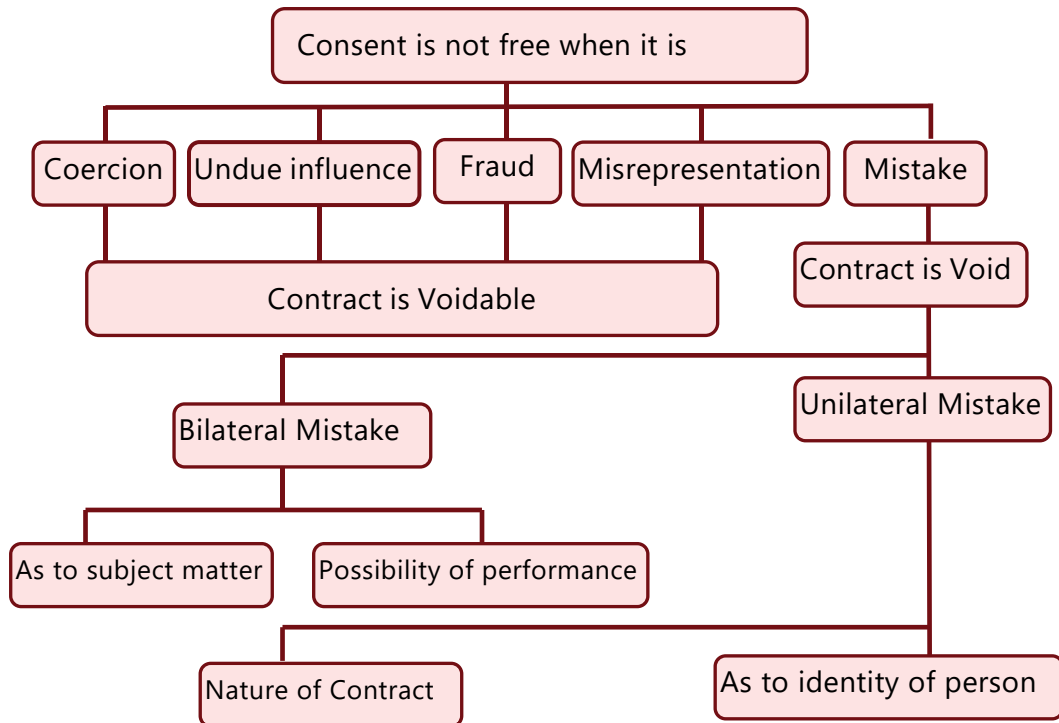 Consent is not free when it is
Coercion
Undue influence
Fraud
Misrepresentation
Mistake
Contract is Voidable
Contract is Void
Bilateral Mistake
Unilateral Mistake
As to subject matter
Possibility of performance
Nature of Contract
As to identity of person